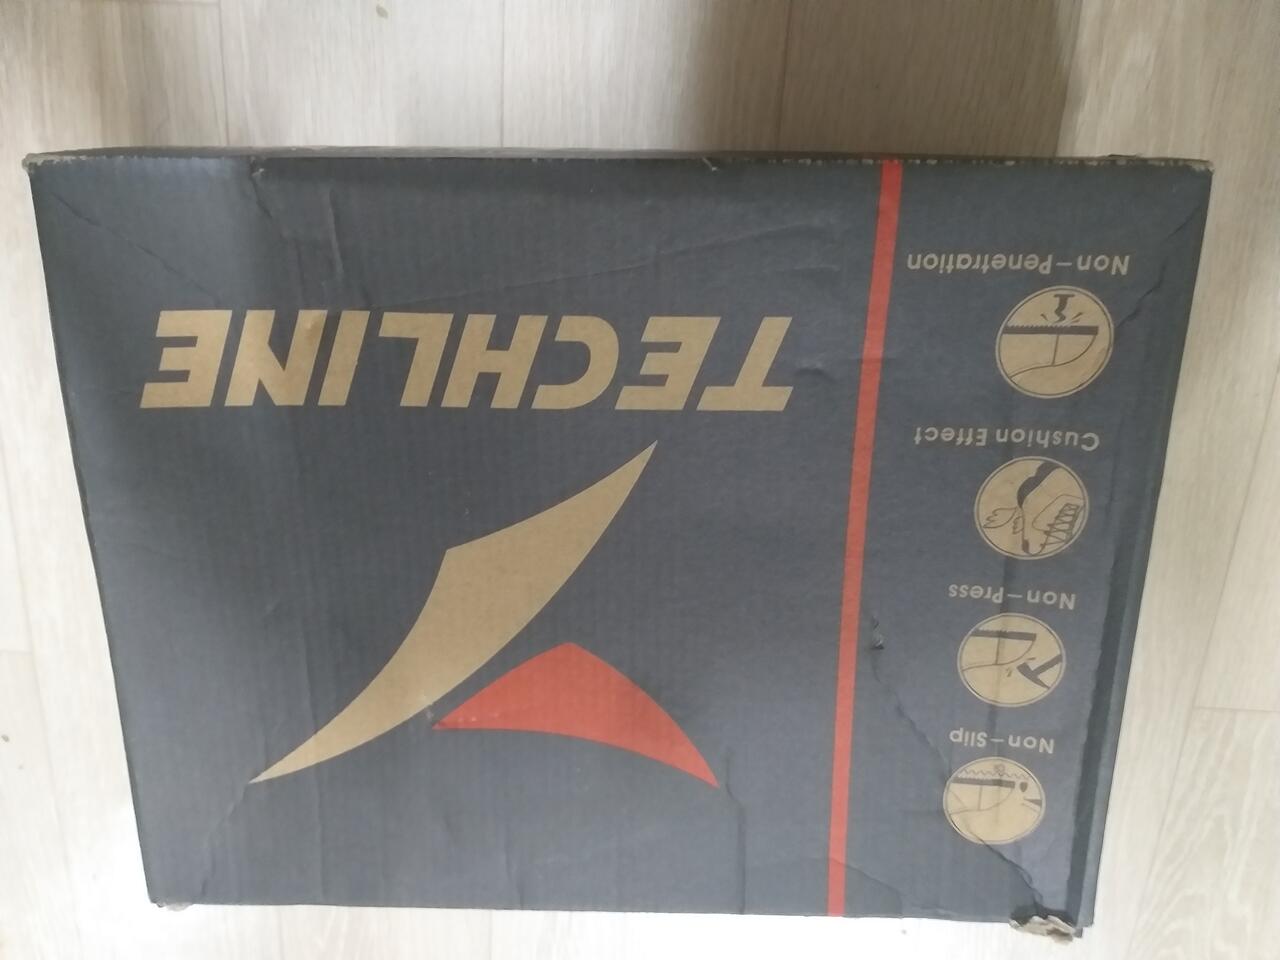 TECHLINE
Non-Slip
Non-Press
Cushion Effect
Non-Penetration